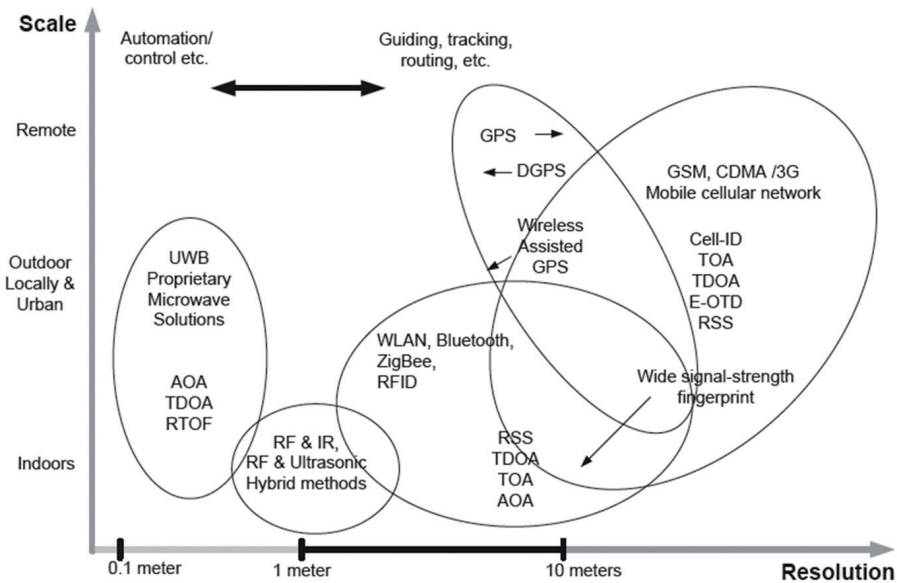 Scale
Automation/
control etc.
Guiding, tracking,
routing, etc.
Remote
GPS
DGPS
GSM, CDMA /3G
Mobile cellular network
Wireless
Assisted
GPS
Cell-ID
TOA
TDOA
E-OTD
RSS
Outdoor
Locally &
Urban
UWB
Proprietary
Microwave
Solutions
AOA
TDOA
RTOF
WLAN, Bluetooth,
ZigBee,
RFID
Wide signal-strength
fingerprint
Indoors
RF & IR,
RF & Ultrasonic
Hybrid methods
RSS
TDOA
TOA
AOA
0.1 meter
1 meter
10 meters
Resolution